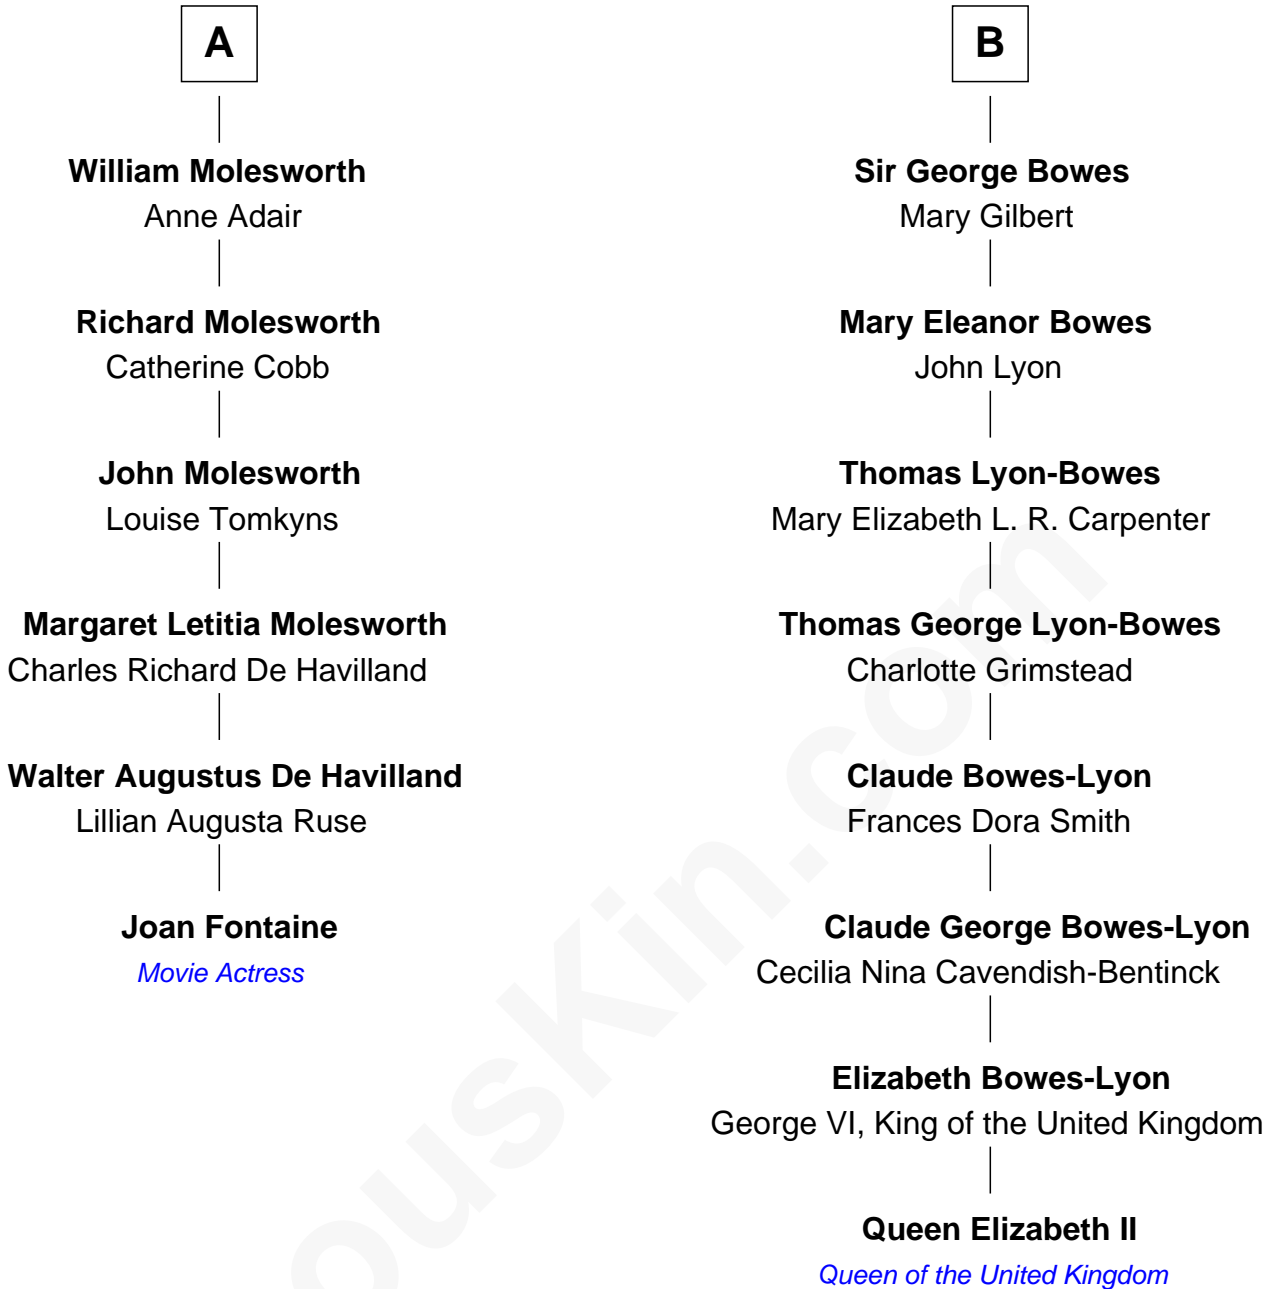 A
William Molesworth
Anne Adair
Richard Molesworth
Catherine Cobb
John Molesworth
Louise Tomkyns
Margaret Letitia Molesworth
Charles Richard De Havilland
Walter Augustus De Havilland
Lillian Augusta Ruse
Joan Fontaine
Movie Actress
B
Sir George Bowes
Mary Gilbert
Mary Eleanor Bowes
John Lyon
Thomas Lyon-Bowes
Mary Elizabeth L. R. Carpenter
Thomas George Lyon-Bowes
Charlotte Grimstead
Claude Bowes-Lyon
Frances Dora Smith
Claude George Bowes-Lyon
Cecilia Nina Cavendish-Bentinck
Elizabeth Bowes-Lyon
George VI, King of the United Kingdom
Queen Elizabeth II
Queen of the United Kingdom
ousKin.com